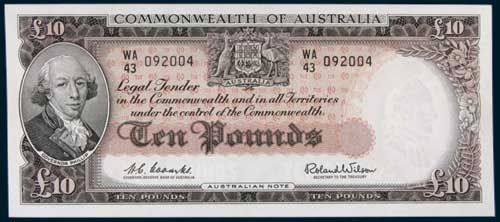 COMMONWEALTH OF AUSTRALIA
£10 £10
WA
43 092004
WA
43 092004
AUSTRALIA
Legal Tender
in the Commonwealth and in all Territories
under the control of the Commonwealth.
Ten Pounds
GOVERNOR PHILLIP
H.C. Coombs. Roland Wilson
GOVERNOR, RESERVE BANK OF AUSTRALIA SECRETARY TO THE TREASURY
£10 £10
TEN POUNDS AUSTRALIAN NOTE TEN POUNDS